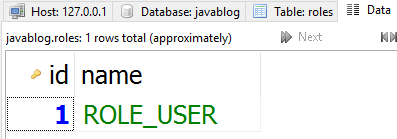 Host: 127.0.0.1 Database: javablog Table: roles Data
javablog.roles: 1 rows total (approximately) Next
id name
1 ROLE_USER